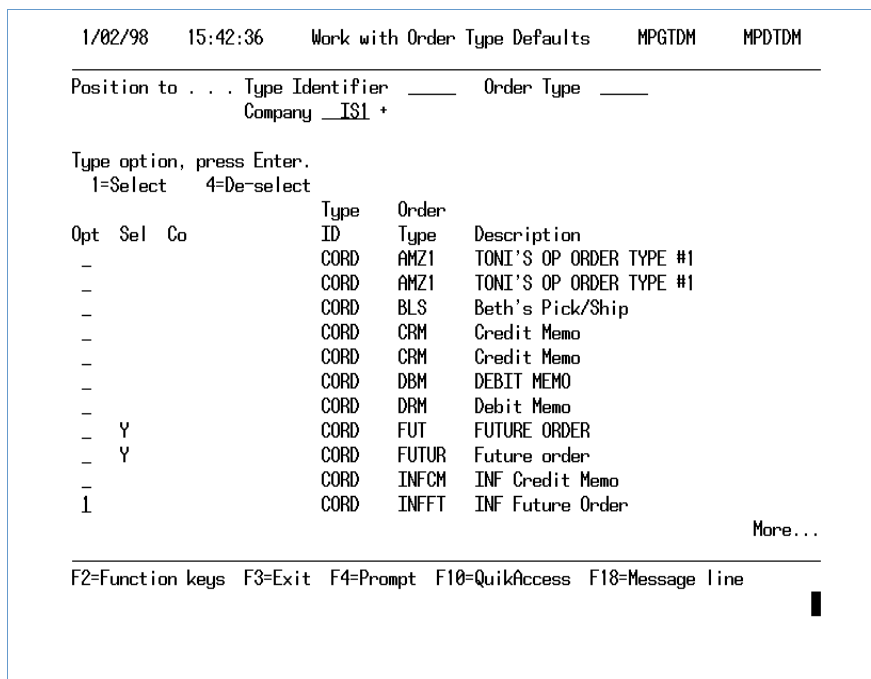 1/02/98 15:42:36 Work with Order Type Defaults MPGTDM MPDTDM
Position to . . . Type Identifier _____ Order Type _____
Company __IS1 +
Type option, press Enter.
1=Select 4=De-select
Type Order
Opt Sel Co ID Type Description
_ CORD AMZ1 TONI'S OP ORDER TYPE #1
_ CORD AMZ1 TONI'S OP ORDER TYPE #1
_ CORD BLS Beth's Pick/Ship
_ CORD CRM Credit Memo
_ CORD CRM Credit Memo
_ CORD DBM DEBIT MEMO
_ CORD DRM Debit Memo
_ Y CORD FUT FUTURE ORDER
_ Y CORD FUTUR Future order
_ CORD INFCM INF Credit Memo
1 CORD INFFT INF Future Order
More...
F2=Function keys F3=Exit F4=Prompt F10=QuikAccess F18=Message line